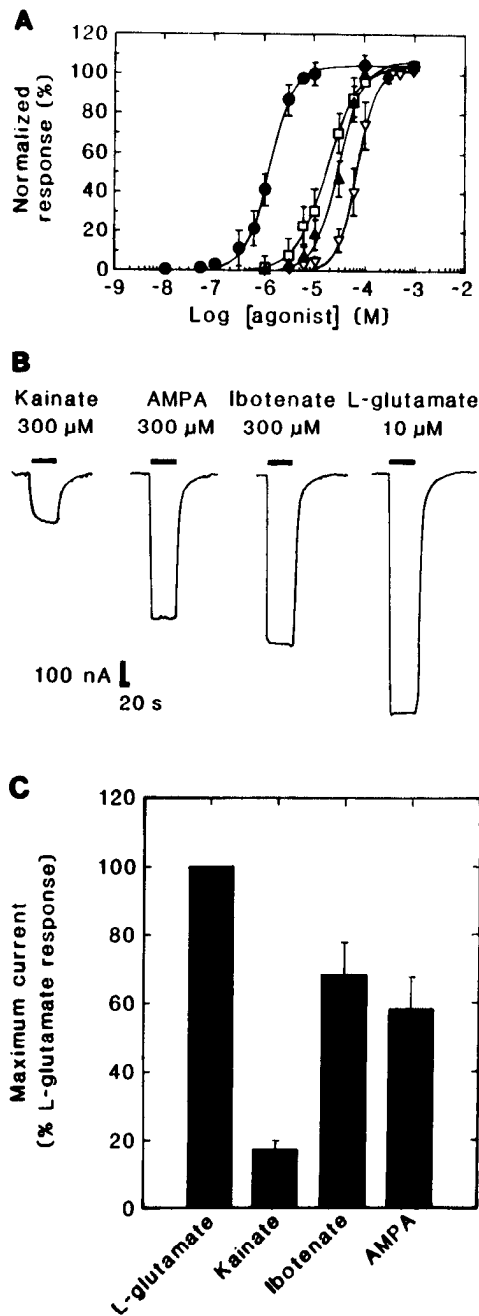 A
120
100
80
60
40
20
0
Normalized
response (%)
-9 -8 -7 -6 -5 -4 -3 -2
Log [agonist] (M)
B
Kainate AMPA Ibotenate L-glutamate
300 µM 300 µM 300 µM 10 µM
100 nA
20 s
C
120
100
80
60
40
20
0
Maximum current
(% L-glutamate response)
L-glutamate
Kainate
Ibotenate
AMPA